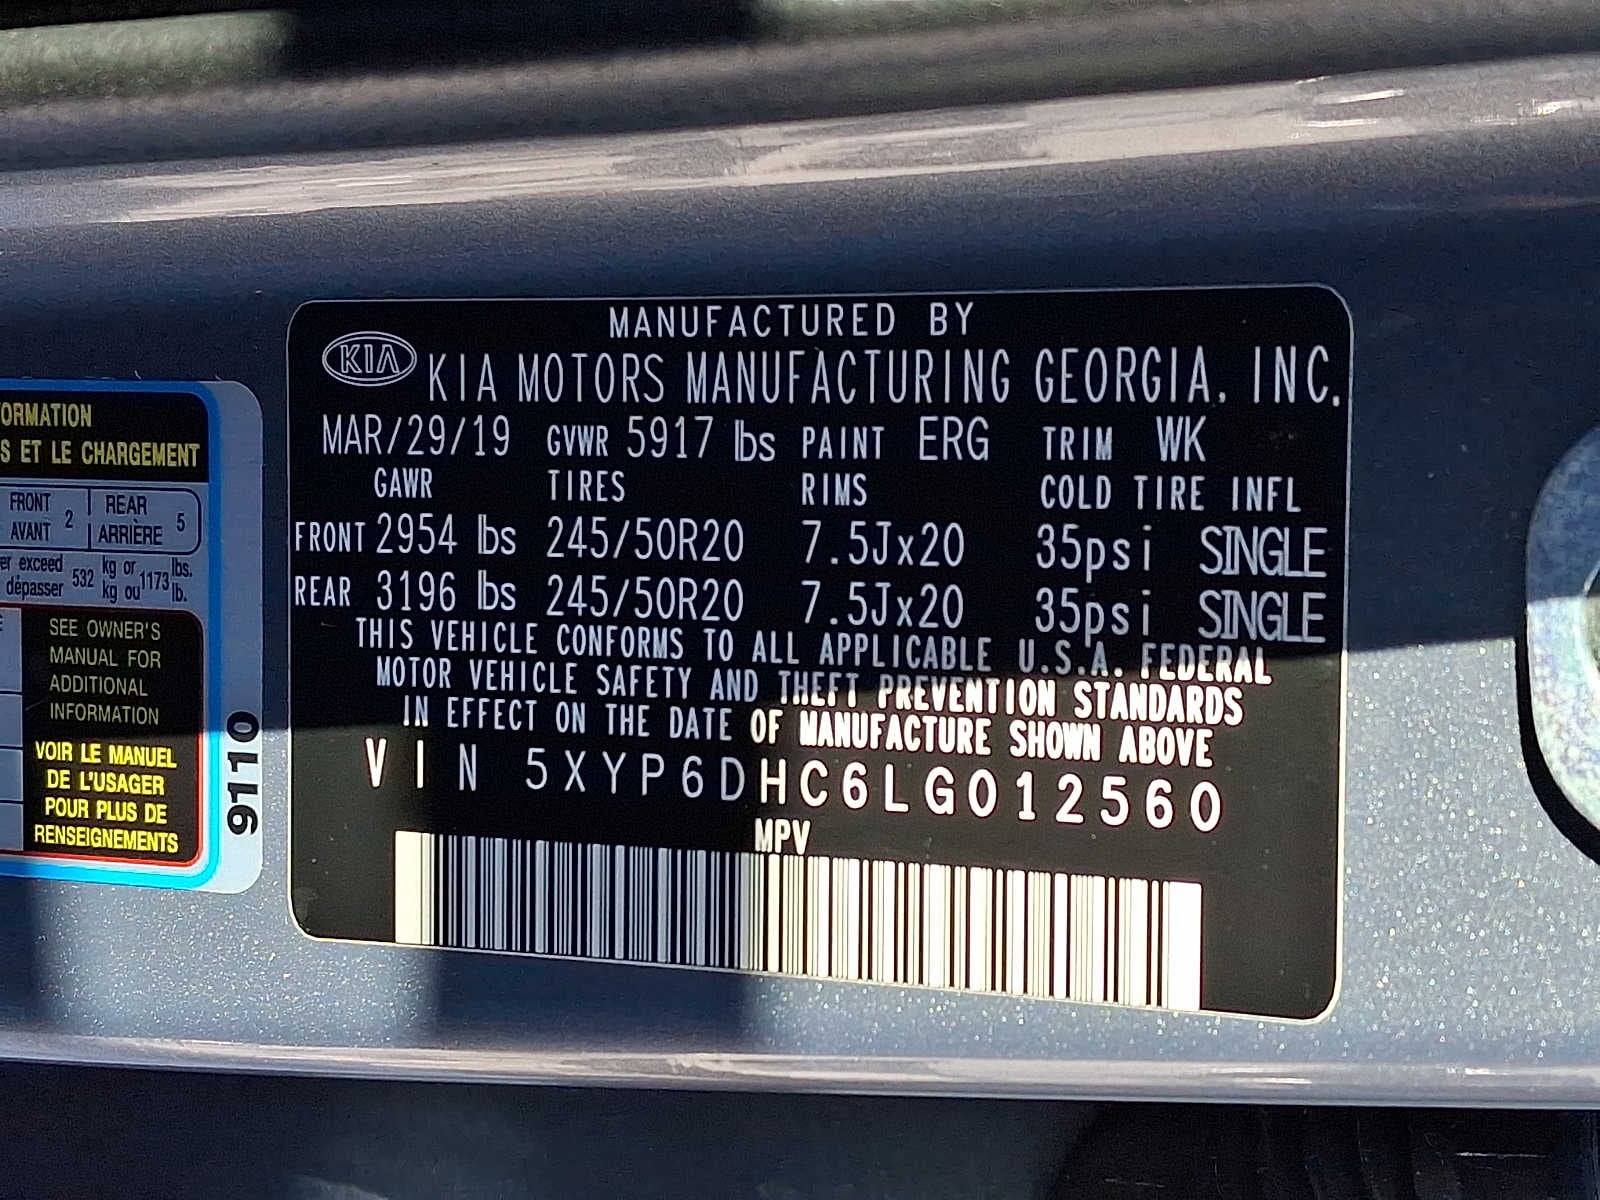 ORMATION
S ET LE CHARGEMENT
FRONT
AVANT 2 REAR
ARRIÈRE 5
er exceed
dépasser 532 kg or
kg ou 1173 lbs.
lb.
SEE OWNER'S
MANUAL FOR
ADDITIONAL
INFORMATION
VOIR LE MANUEL
DE L'USAGER
POUR PLUS DE
RENSEIGNEMENTS
9110
MANUFACTURED BY
KIA KIA MOTORS MANUFACTURING GEORGIA, INC.
MAR/29/19 GVWR 5917 lbs PAINT ERG TRIM WK
GAWR TIRES RIMS COLD TIRE INFL
FRONT 2954 lbs 245/50R20 7.5Jx20 35psi SINGLE
REAR 3196 lbs 245/50R20 7.5Jx20 35psi SINGLE
THIS VEHICLE CONFORMS TO ALL APPLICABLE U.S.A. FEDERAL
MOTOR VEHICLE SAFETY AND THEFT PREVENTION STANDARDS
IN EFFECT ON THE DATE OF MANUFACTURE SHOWN ABOVE
VIN 5XYP6DHC6LG012560
MPV